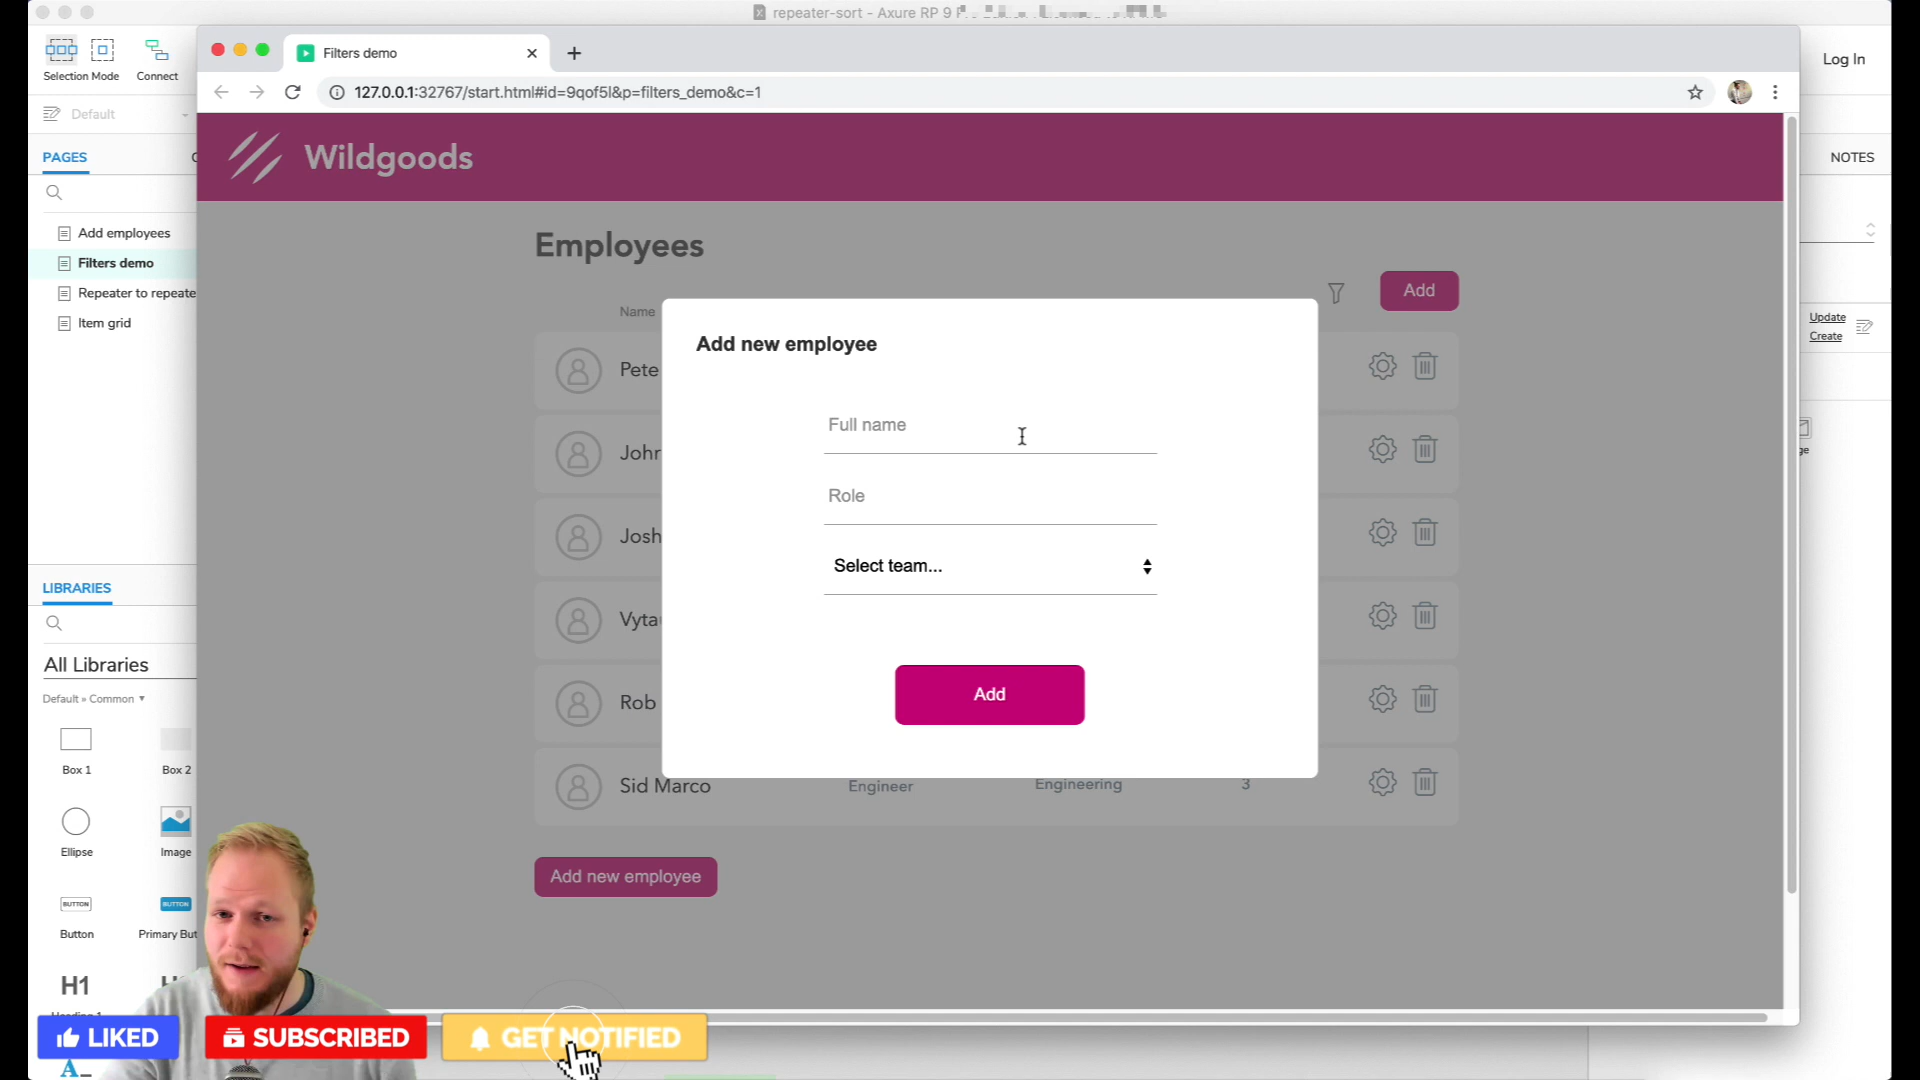 repeater-sort - Axure RP 9
Selection Mode
Connect
Log In
Filters demo
127.0.0.1:32767/start.html#id=9qof5l&p=filters_demo&c=1
Default
PAGES
NOTES
Wildgoods
Add employees
Filters demo
Repeater to repeate
Item grid
Employees
Name
Add
Update
Create
Add new employee
Full name
Role
Select team...
Add
Pete
John
Josh
Vyta
Rob
Sid Marco
Engineer
Engineering
3
Add new employee
LIBRARIES
All Libraries
Default » Common ▾
Box 1
Box 2
Ellipse
Image
BUTTON
BUTTON
Button
Primary But
H1
LIKED
SUBSCRIBED
GET NOTIFIED
A